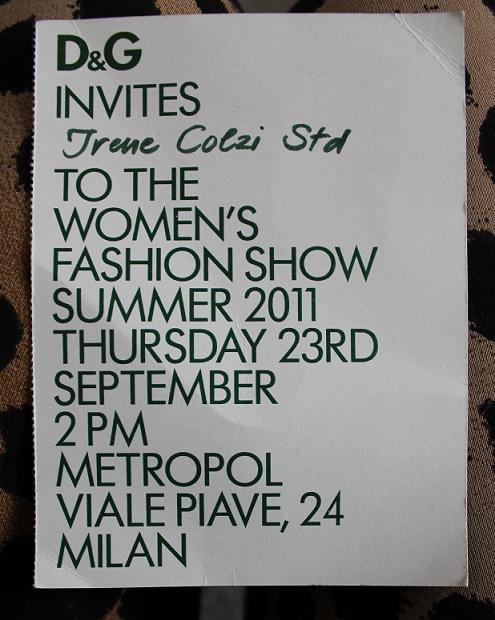 D&G
INVITES
Irene Colzi Std
TO THE
WOMEN'S
FASHION SHOW
SUMMER 2011
THURSDAY 23RD
SEPTEMBER
2 PM
METROPOL
VIALE PIAVE, 24
MILAN